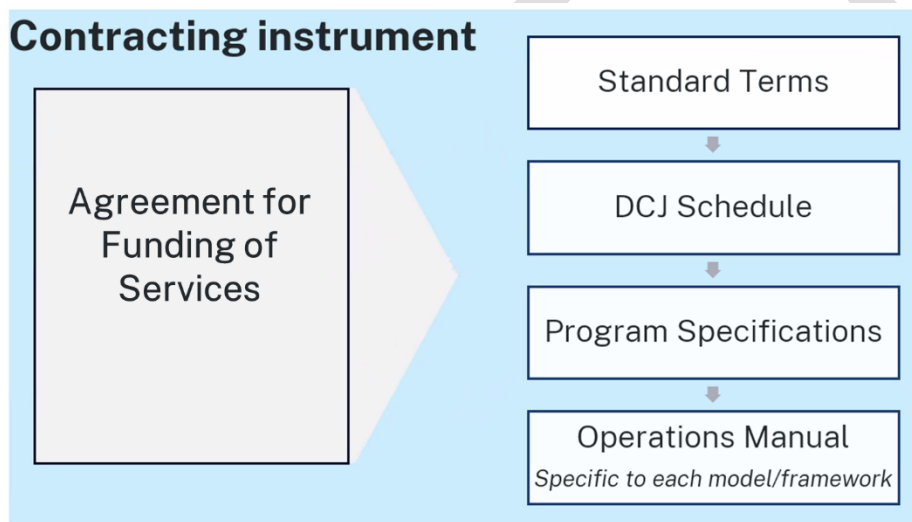 Contracting instrument
Agreement for
Funding of
Services
Standard Terms
DCJ Schedule
Program Specifications
Operations Manual
Specific to each model/framework